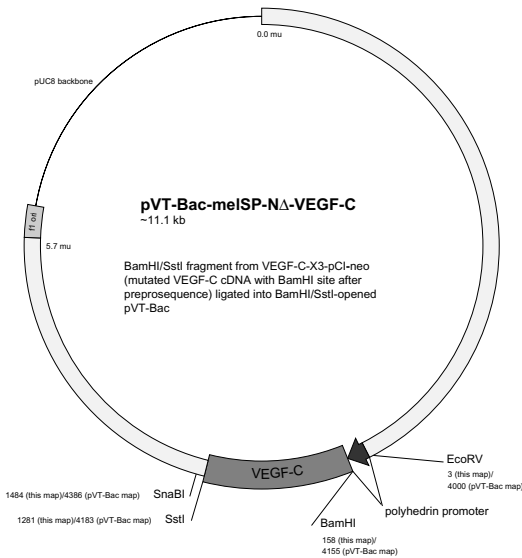 0.0 mu
pUC8 backbone
pVT-Bac-melSP-NΔ-VEGF-C
~11.1 kb
f1 ori
5.7 mu
BamHI/SstI fragment from VEGF-C-X3-pCI-neo
(mutated VEGF-C cDNA with BamHI site after
preprosequence) ligated into BamHI/SstI-opened
pVT-Bac
EcoRV
3 (this map)/
4000 (pVT-Bac map)
VEGF-C
1484 (this map)/4386 (pVT-Bac map) SnaBI
polyhedrin promoter
1281 (this map)/4183 (pVT-Bac map) SstI
BamHI
158 (this map)/
4155 (pVT-Bac map)